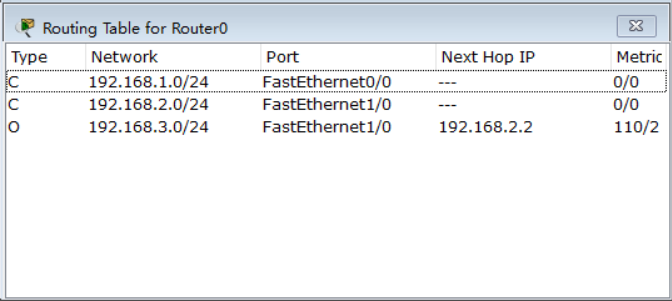 Routing Table for Router0
Type Network Port Next Hop IP Metric
C 192.168.1.0/24 FastEthernet0/0 --- 0/0
C 192.168.2.0/24 FastEthernet1/0 --- 0/0
O 192.168.3.0/24 FastEthernet1/0 192.168.2.2 110/2